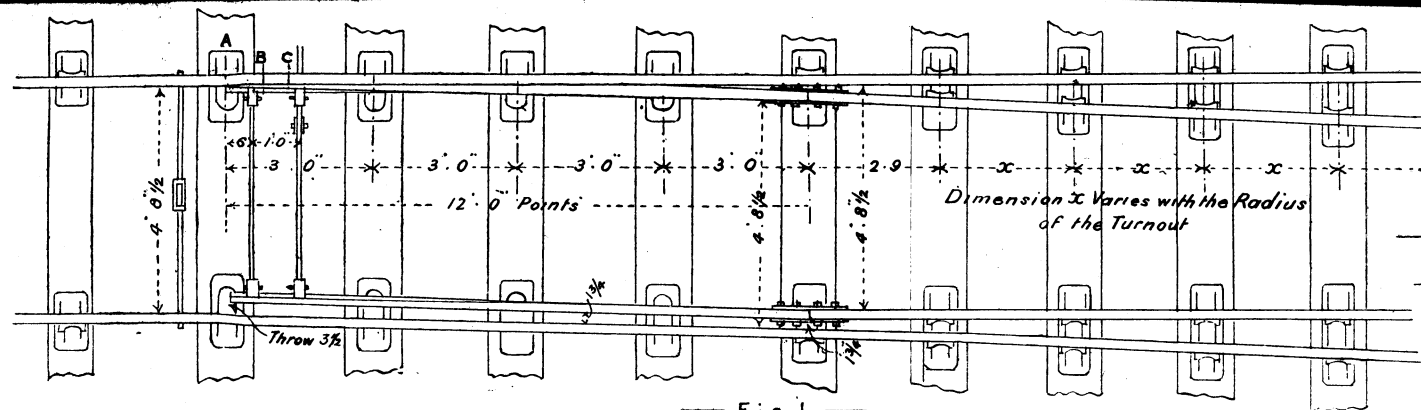 A
B C
6" 1'.0"
3'.0" 3'.0" 3'.0" 3'.0" 2.9 x x x
12'.0" Points
4' 8½"
4'.8½"
4'.8½"
Dimension x Varies with the Radius
of the Turnout
1¾
Throw 3½
1¾"
Fig. 1